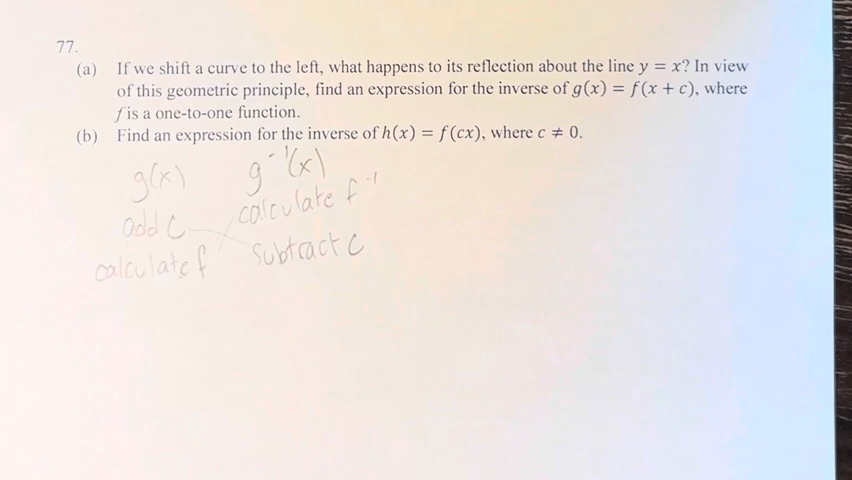 77.
(a) If we shift a curve to the left, what happens to its reflection about the line y = x? In view
of this geometric principle, find an expression for the inverse of g(x) = f(x + c), where
f is a one-to-one function.
(b) Find an expression for the inverse of h(x) = f(cx), where c ≠ 0.
g(x) g⁻¹(x)
add c calculate f⁻¹
calculate f subtract c